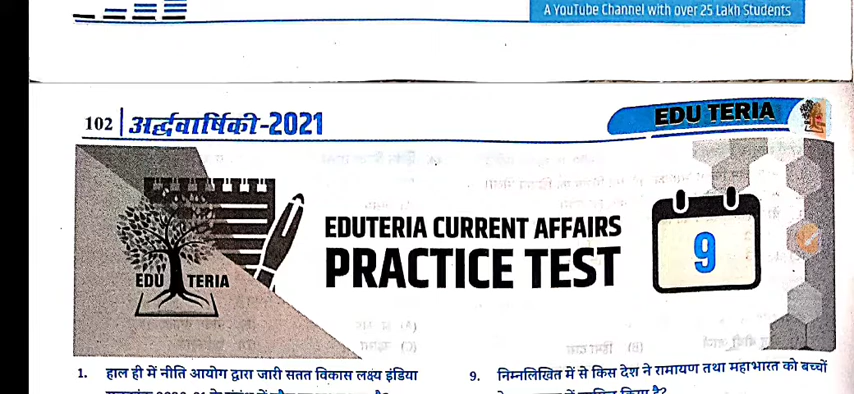 A YouTube Channel with over 25 Lakh Students
102 | अर्द्धवार्षिकी-2021
EDU TERIA
EDUTERIA CURRENT AFFAIRS
PRACTICE TEST
9
EDU TERIA
1. हाल ही में नीति आयोग द्वारा जारी सतत विकास लक्ष्य इंडिया
9. निम्नलिखित में से किस देश ने रामायण तथा महाभारत को बच्चों